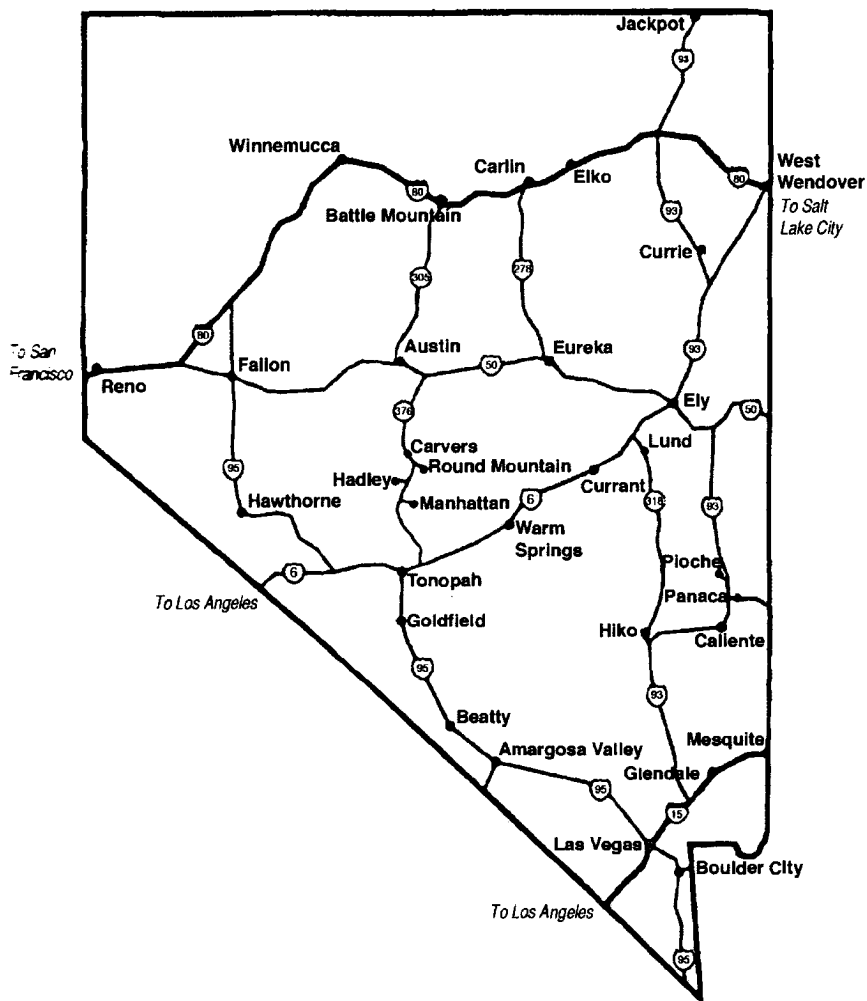 Jackpot
93
Winnemucca
Carlin
Elko
West
Wendover
80
80
Battle Mountain
To Salt
Lake City
93
Currie
305
278
80
To San
Francisco
Reno
Fallon
Austin
50
Eureka
93
Ely
50
376
Carvers
Round Mountain
Lund
95
Hadley
Currant
Hawthorne
Manhattan
6
318
93
Warm
Springs
6
Tonopah
Pioche
To Los Angeles
Panaca
Goldfield
Hiko
Caliente
95
93
Beatty
Mesquite
Amargosa Valley
Glendale
95
15
Las Vegas
Boulder City
To Los Angeles
95